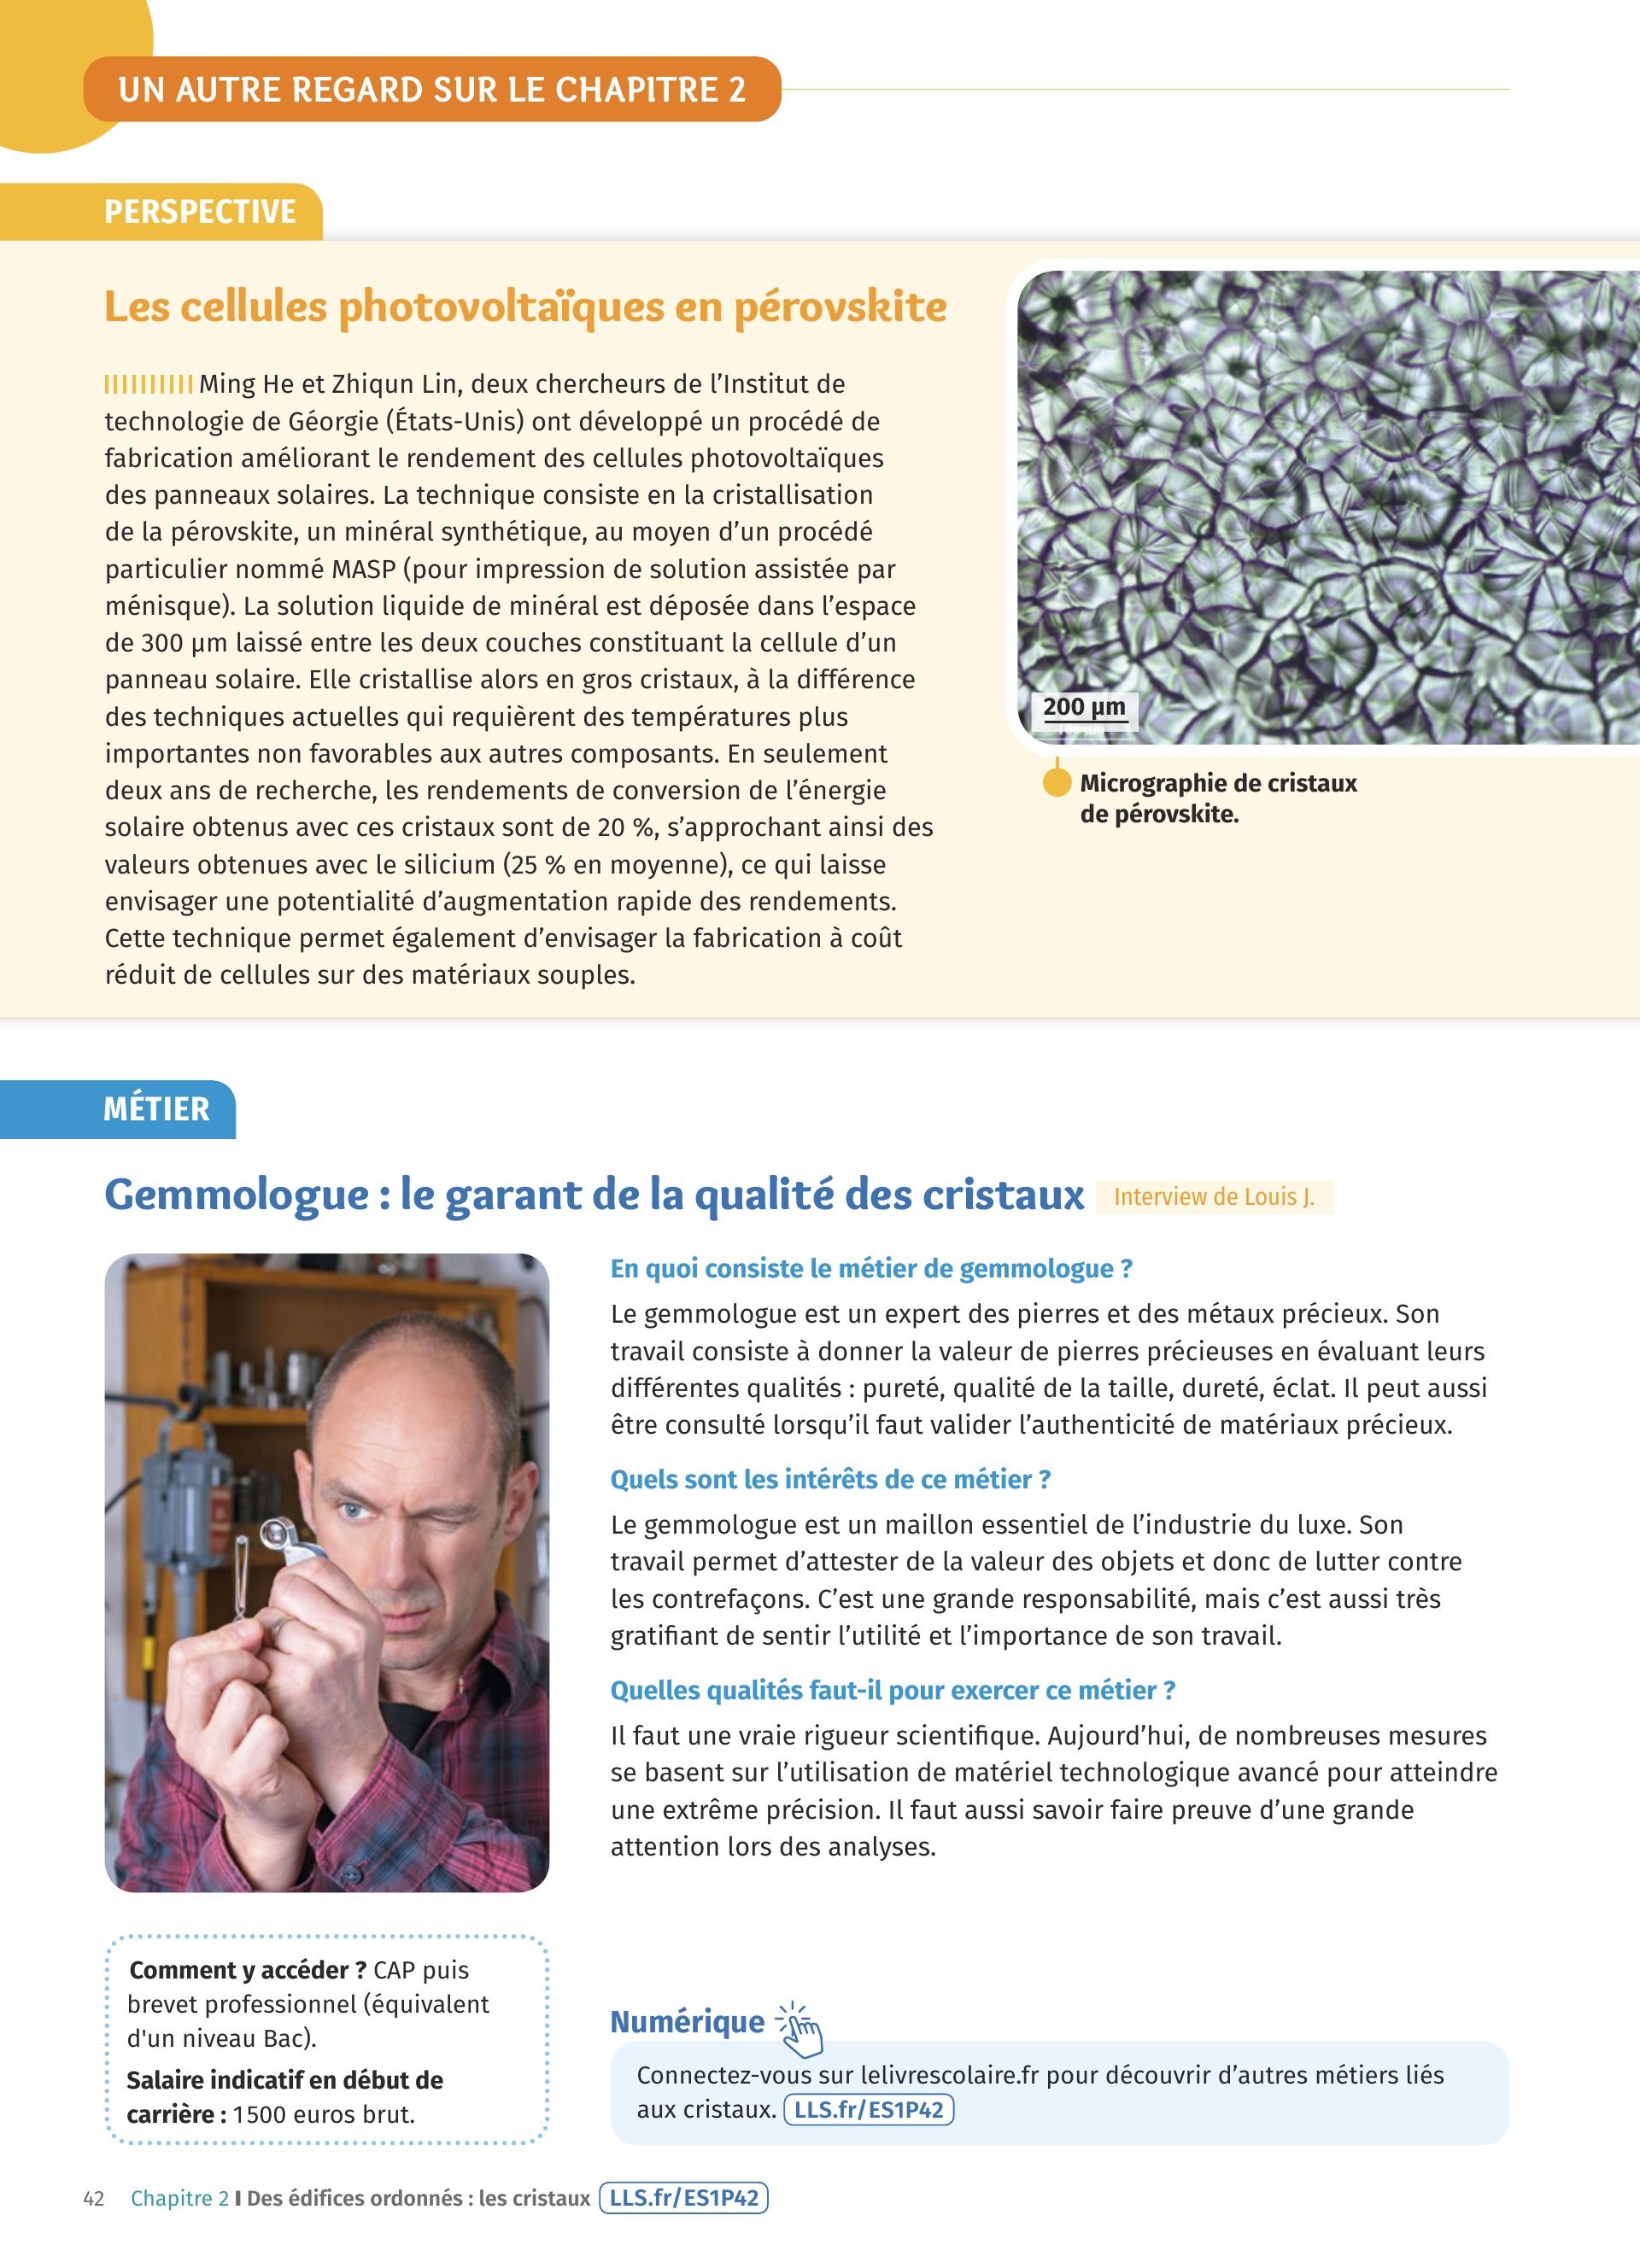 UN AUTRE REGARD SUR LE CHAPITRE 2
PERSPECTIVE
Les cellules photovoltaïques en pérovskite
Ming He et Zhiqun Lin, deux chercheurs de l’Institut de
technologie de Géorgie (États-Unis) ont développé un procédé de
fabrication améliorant le rendement des cellules photovoltaïques
des panneaux solaires. La technique consiste en la cristallisation
de la pérovskite, un minéral synthétique, au moyen d’un procédé
particulier nommé MASP (pour impression de solution assistée par
ménisque). La solution liquide de minéral est déposée dans l’espace
de 300 µm laissé entre les deux couches constituant la cellule d’un
panneau solaire. Elle cristallise alors en gros cristaux, à la différence
des techniques actuelles qui requièrent des températures plus
importantes non favorables aux autres composants. En seulement
deux ans de recherche, les rendements de conversion de l’énergie
solaire obtenus avec ces cristaux sont de 20 %, s’approchant ainsi des
valeurs obtenues avec le silicium (25 % en moyenne), ce qui laisse
envisager une potentialité d’augmentation rapide des rendements.
Cette technique permet également d’envisager la fabrication à coût
réduit de cellules sur des matériaux souples.
200 µm
Micrographie de cristaux
de pérovskite.
MÉTIER
Gemmologue : le garant de la qualité des cristaux Interview de Louis J.
En quoi consiste le métier de gemmologue ?
Le gemmologue est un expert des pierres et des métaux précieux. Son
travail consiste à donner la valeur de pierres précieuses en évaluant leurs
différentes qualités : pureté, qualité de la taille, dureté, éclat. Il peut aussi
être consulté lorsqu’il faut valider l’authenticité de matériaux précieux.
Quels sont les intérêts de ce métier ?
Le gemmologue est un maillon essentiel de l’industrie du luxe. Son
travail permet d’attester de la valeur des objets et donc de lutter contre
les contrefaçons. C’est une grande responsabilité, mais c’est aussi très
gratifiant de sentir l’utilité et l’importance de son travail.
Quelles qualités faut-il pour exercer ce métier ?
Il faut une vraie rigueur scientifique. Aujourd’hui, de nombreuses mesures
se basent sur l’utilisation de matériel technologique avancé pour atteindre
une extrême précision. Il faut aussi savoir faire preuve d’une grande
attention lors des analyses.
Comment y accéder ? CAP puis
brevet professionnel (équivalent
d'un niveau Bac).
Salaire indicatif en début de
carrière : 1500 euros brut.
Numérique
Connectez-vous sur lelivrescolaire.fr pour découvrir d’autres métiers liés
aux cristaux. LLS.fr/ES1P42
42 Chapitre 2 I Des édifices ordonnés : les cristaux LLS.fr/ES1P42